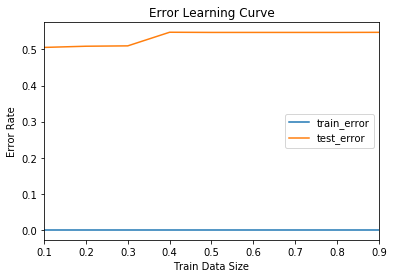 Error Learning Curve
Error Rate
0.5
0.4
0.3
0.2
0.1
0.0
train_error
test_error
0.1 0.2 0.3 0.4 0.5 0.6 0.7 0.8 0.9
Train Data Size